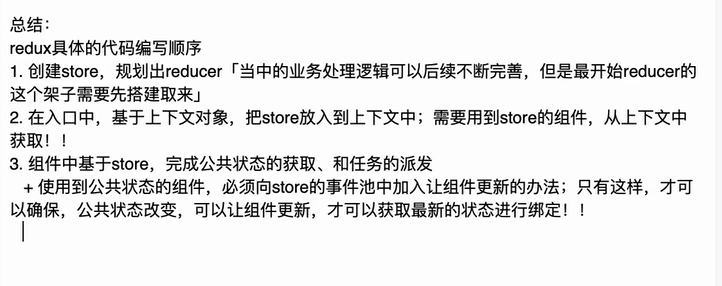 总结：
redux具体的代码编写顺序
1. 创建store，规划出reducer「当中的业务处理逻辑可以后续不断完善，但是最开始reducer的
这个架子需要先搭建取来」
2. 在入口中，基于上下文对象，把store放入到上下文中；需要用到store的组件，从上下文中
获取！！
3. 组件中基于store，完成公共状态的获取、和任务的派发
+ 使用到公共状态的组件，必须向store的事件池中加入让组件更新的办法；只有这样，才可
以确保，公共状态改变，可以让组件更新，才可以获取最新的状态进行绑定！！